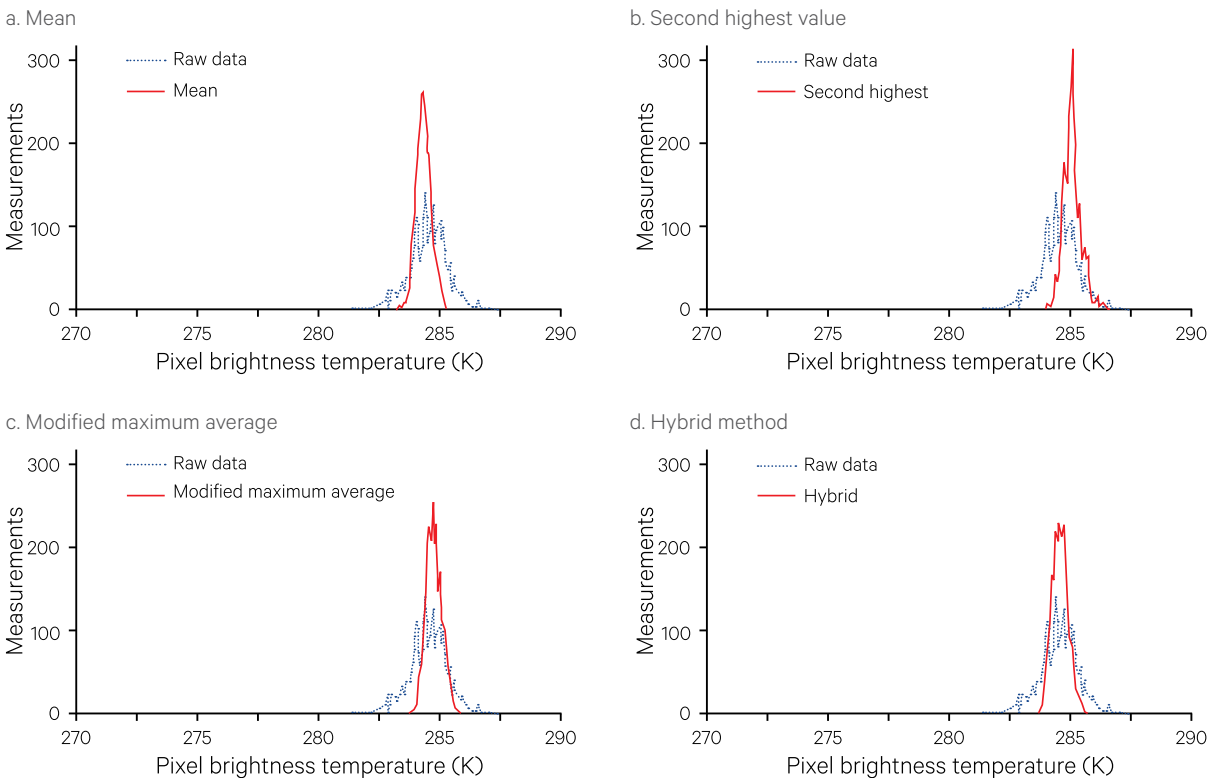 a. Mean
Raw data
Mean
300
200
100
0
Measurements
270
275
280
285
290
Pixel brightness temperature (K)
b. Second highest value
Raw data
Second highest
300
200
100
0
Measurements
270
275
280
285
290
Pixel brightness temperature (K)
c. Modified maximum average
Raw data
Modified maximum average
300
200
100
0
Measurements
270
275
280
285
290
Pixel brightness temperature (K)
d. Hybrid method
Raw data
Hybrid
300
200
100
0
Measurements
270
275
280
285
290
Pixel brightness temperature (K)